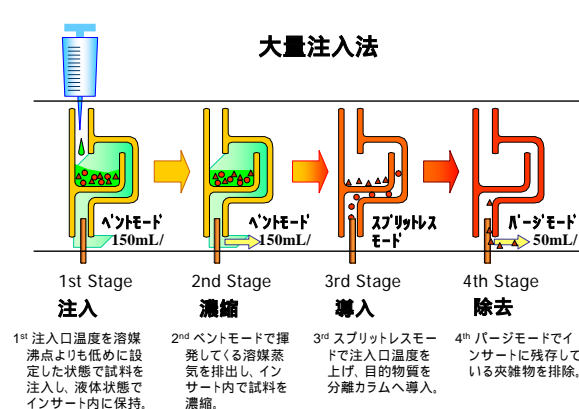 大量注入法
ベントモード
150mL/
ベントモード
150mL/
スプリットレス
モード
パージモード
50mL/
1st Stage
2nd Stage
3rd Stage
4th Stage
注入
濃縮
導入
除去
1st 注入口温度を溶媒
沸点よりも低めに設
定した状態で試料を
注入し、液体状態で
インサート内に保持。
2nd ベントモードで揮
発してくる溶媒蒸
気を排出し、イン
サート内で試料を
濃縮。
3rd スプリットレスモー
ドで注入口温度を
上げ、目的物質を
分離カラムへ導入。
4th パージモードでイ
ンサートに残存して
いる夾雑物を排除。